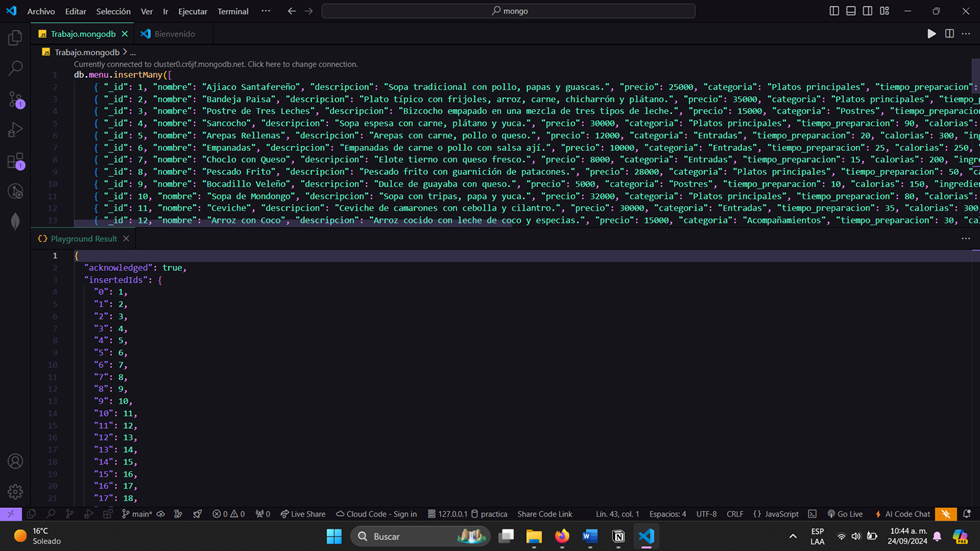 Archivo Editar Selección Ver Ir Ejecutar Terminal ··· mongo
Trabajo.mongodb Bienvenido
Trabajo.mongodb > ...
Currently connected to cluster0.cr6jf.mongodb.net. Click here to change connection.
1 db.menu.insertMany([
2 { "_id": 1, "nombre": "Ajiaco Santafereño", "descripcion": "Sopa tradicional con pollo, papas y guascas.", "precio": 25000, "categoria": "Platos principales", "tiempo_preparacion":
3 { "_id": 2, "nombre": "Bandeja Paisa", "descripcion": "Plato típico con frijoles, arroz, carne, chicharrón y plátano.", "precio": 35000, "categoria": "Platos principales", "tiempo_
4 { "_id": 3, "nombre": "Postre de Tres Leches", "descripcion": "Bizcocho empapado en una mezcla de tres tipos de leche.", "precio": 15000, "categoria": "Postres", "tiempo_preparacion
5 { "_id": 4, "nombre": "Sancocho", "descripcion": "Sopa espesa con carne, plátano y yuca.", "precio": 30000, "categoria": "Platos principales", "tiempo_preparacion": 90, "calorias":
6 { "_id": 5, "nombre": "Arepas Rellenas", "descripcion": "Arepas con carne, pollo o queso.", "precio": 12000, "categoria": "Entradas", "tiempo_preparacion": 20, "calorias": 300, "in
7 { "_id": 6, "nombre": "Empanadas", "descripcion": "Empanadas de carne o pollo con salsa ají.", "precio": 10000, "categoria": "Entradas", "tiempo_preparacion": 25, "calorias": 250,
8 { "_id": 7, "nombre": "Choclo con Queso", "descripcion": "Elote tierno con queso fresco.", "precio": 8000, "categoria": "Entradas", "tiempo_preparacion": 15, "calorias": 200, "ingr
9 { "_id": 8, "nombre": "Pescado Frito", "descripcion": "Pescado frito con guarnición de patacones.", "precio": 28000, "categoria": "Platos principales", "tiempo_preparacion": 50, "ca
10 { "_id": 9, "nombre": "Bocadillo Veleño", "descripcion": "Dulce de guayaba con queso.", "precio": 5000, "categoria": "Postres", "tiempo_preparacion": 10, "calorias": 150, "ingredien
11 { "_id": 10, "nombre": "Sopa de Mondongo", "descripcion": "Sopa con tripas, papa y yuca.", "precio": 32000, "categoria": "Platos principales", "tiempo_preparacion": 80, "calorias":
12 { "_id": 11, "nombre": "Ceviche", "descripcion": "Ceviche de camarones con cebolla y cilantro.", "precio": 30000, "categoria": "Entradas", "tiempo_preparacion": 35, "calorias": 300
13 { "_id": 12, "nombre": "Arroz con Coco", "descripcion": "Arroz cocido con leche de coco y especias.", "precio": 15000, "categoria": "Acompañamientos", "tiempo_preparacion": 30, "cal
Playground Result
1 {
2 "acknowledged": true,
3 "insertedIds": {
4 "0": 1,
5 "1": 2,
6 "2": 3,
7 "3": 4,
8 "4": 5,
9 "5": 6,
10 "6": 7,
11 "7": 8,
12 "8": 9,
13 "9": 10,
14 "10": 11,
15 "11": 12,
16 "12": 13,
17 "13": 14,
18 "14": 15,
19 "15": 16,
20 "16": 17,
21 "17": 18,
main* 0 0 0 Live Share Cloud Code - Sign in 127.0.0.1 practica Share Code Link Lín. 43, col. 1 Espacios: 4 UTF-8 CRLF {} JavaScript Go Live AI Code Chat
16°C
Soleado
Buscar
ESP
LAA
10:44 a. m.
24/09/2024